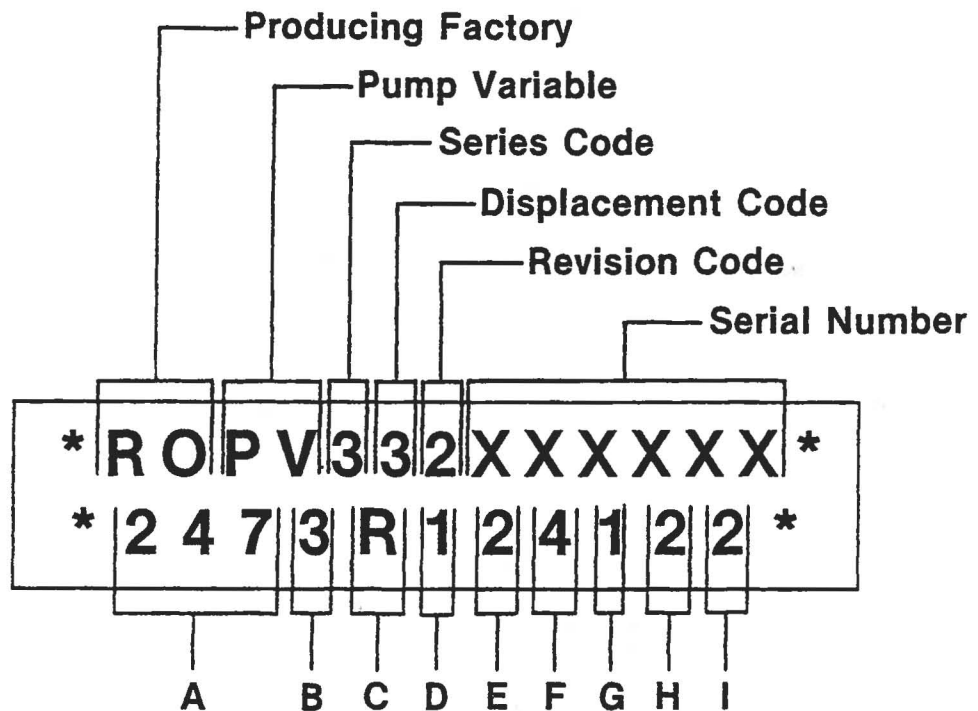 Producing Factory
Pump Variable
Series Code
Displacement Code
Revision Code
Serial Number
* R O P V 3 3 2 X X X X X X *
* 2 4 7 3 R 1 2 4 1 2 2 *
A B C D E F G H I